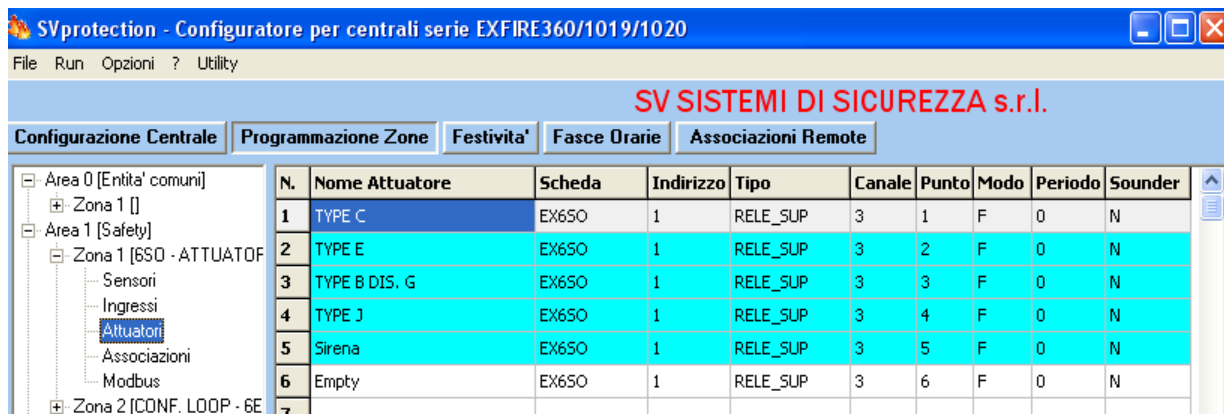 SVprotection - Configuratore per centrali serie EXFIRE360/1019/1020
File Run Opzioni ? Utility
SV SISTEMI DI SICUREZZA s.r.l.
Configurazione Centrale Programmazione Zone Festivita' Fasce Orarie Associazioni Remote
Area 0 [Entita' comuni]
Zona 1 []
Area 1 [Safety]
Zona 1 [6SO - ATTUATOR
Sensori
Ingressi
Attuatori
Associazioni
Modbus
Zona 2 [CONF. LOOP - 6E
N. Nome Attuatore Scheda Indirizzo Tipo Canale Punto Modo Periodo Sounder
1 TYPE C EX6SO 1 RELE_SUP 3 1 F 0 N
2 TYPE E EX6SO 1 RELE_SUP 3 2 F 0 N
3 TYPE B DIS. G EX6SO 1 RELE_SUP 3 3 F 0 N
4 TYPE J EX6SO 1 RELE_SUP 3 4 F 0 N
5 Sirena EX6SO 1 RELE_SUP 3 5 F 0 N
6 Empty EX6SO 1 RELE_SUP 3 6 F 0 N
7